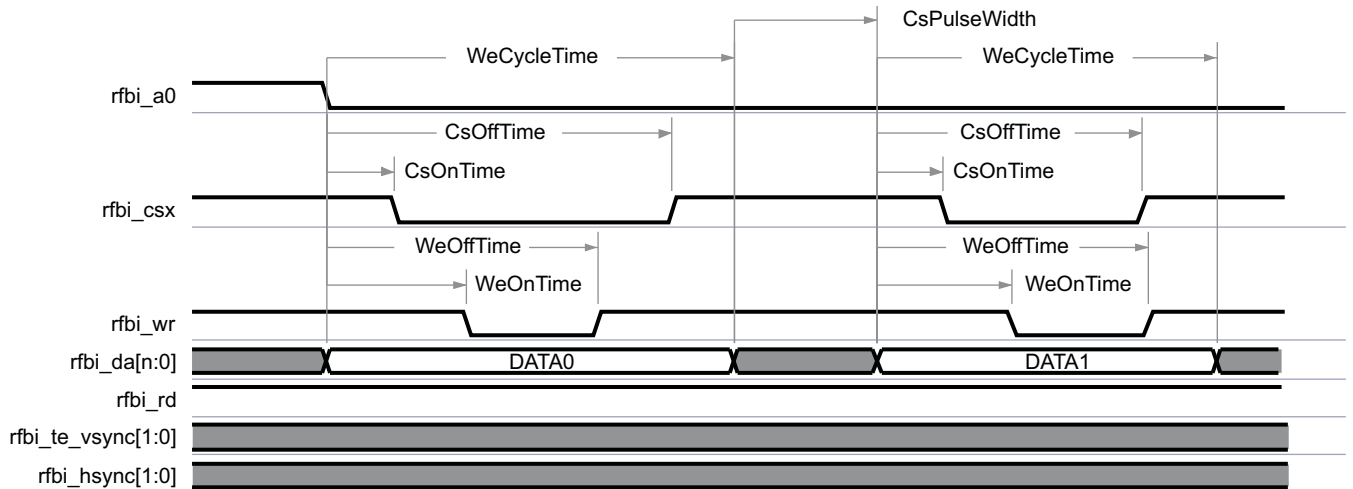 CsPulseWidth
WeCycleTime WeCycleTime
rfbi_a0
CsOffTime CsOffTime
CsOnTime CsOnTime
rfbi_csx
WeOffTime WeOffTime
WeOnTime WeOnTime
rfbi_wr
rfbi_da[n:0] DATA0 DATA1
rfbi_rd
rfbi_te_vsync[1:0]
rfbi_hsync[1:0]